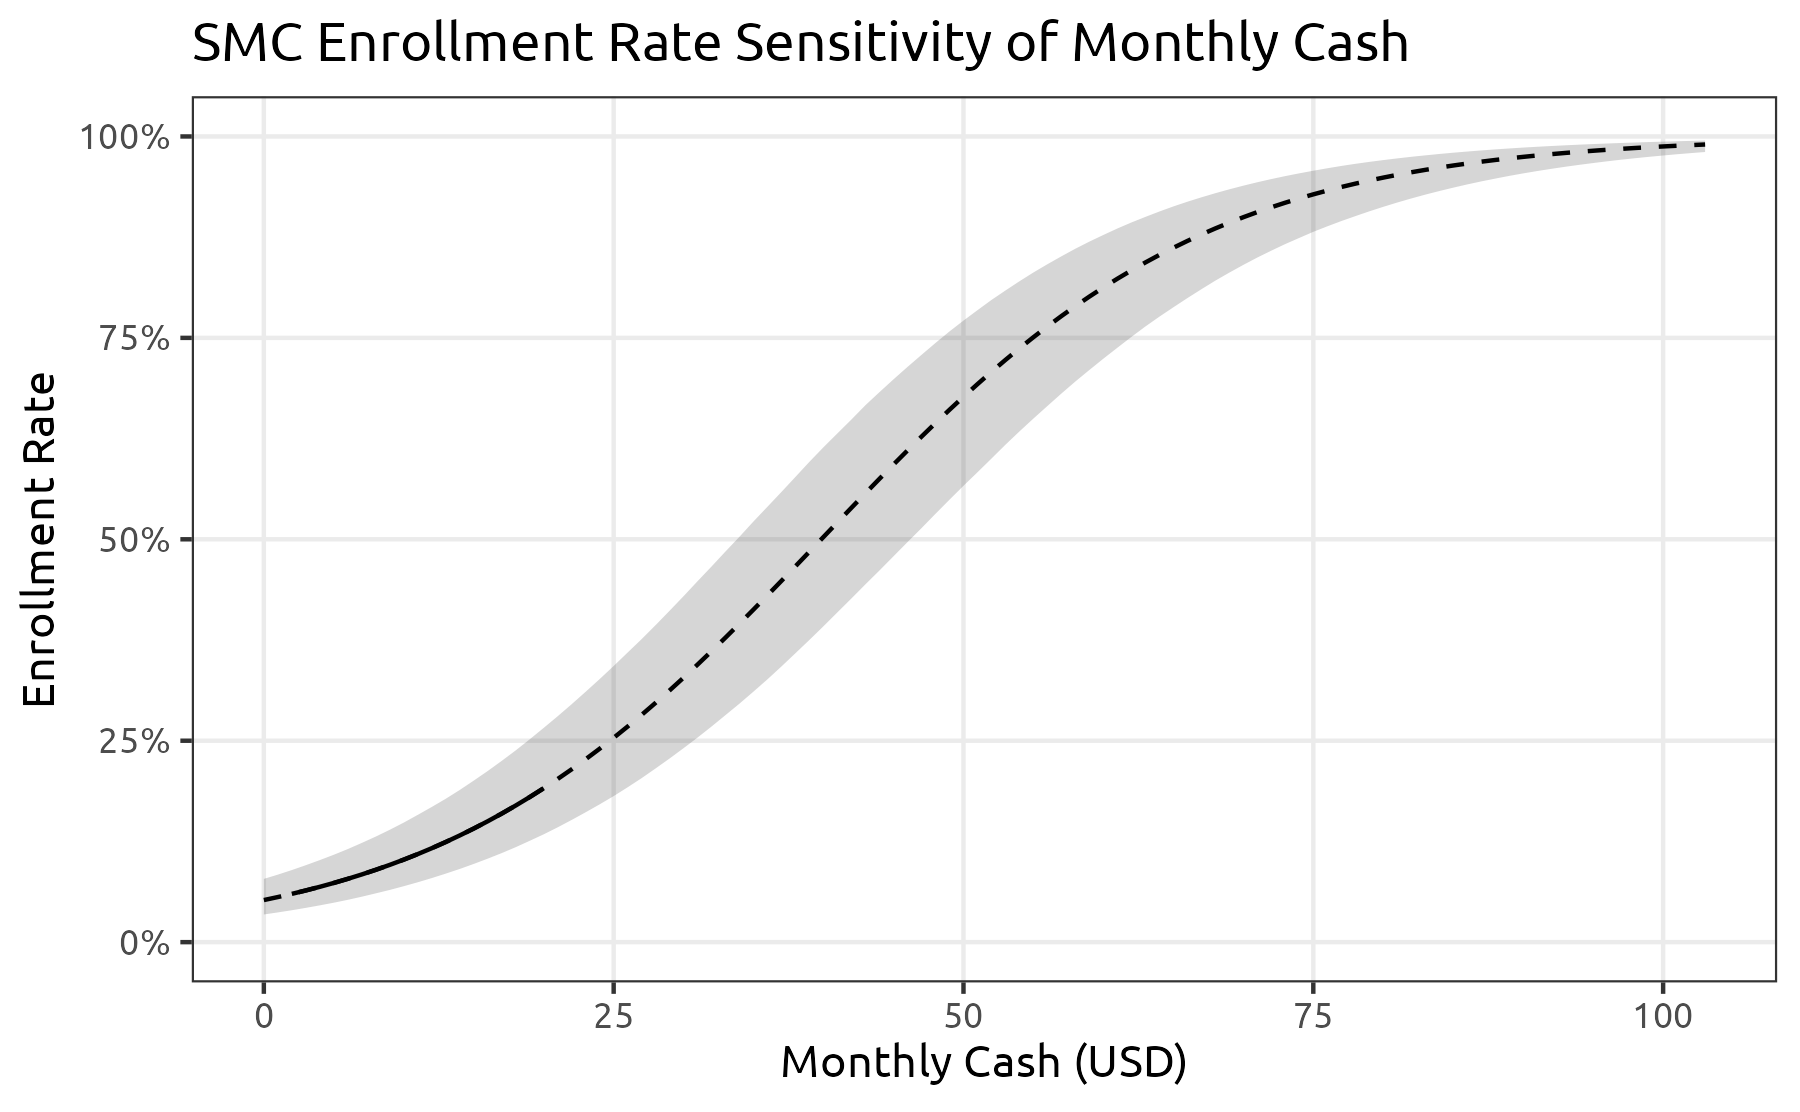 SMC Enrollment Rate Sensitivity of Monthly Cash
100%
75%
50%
25%
0%
Enrollment Rate
0 25 50 75 100
Monthly Cash (USD)